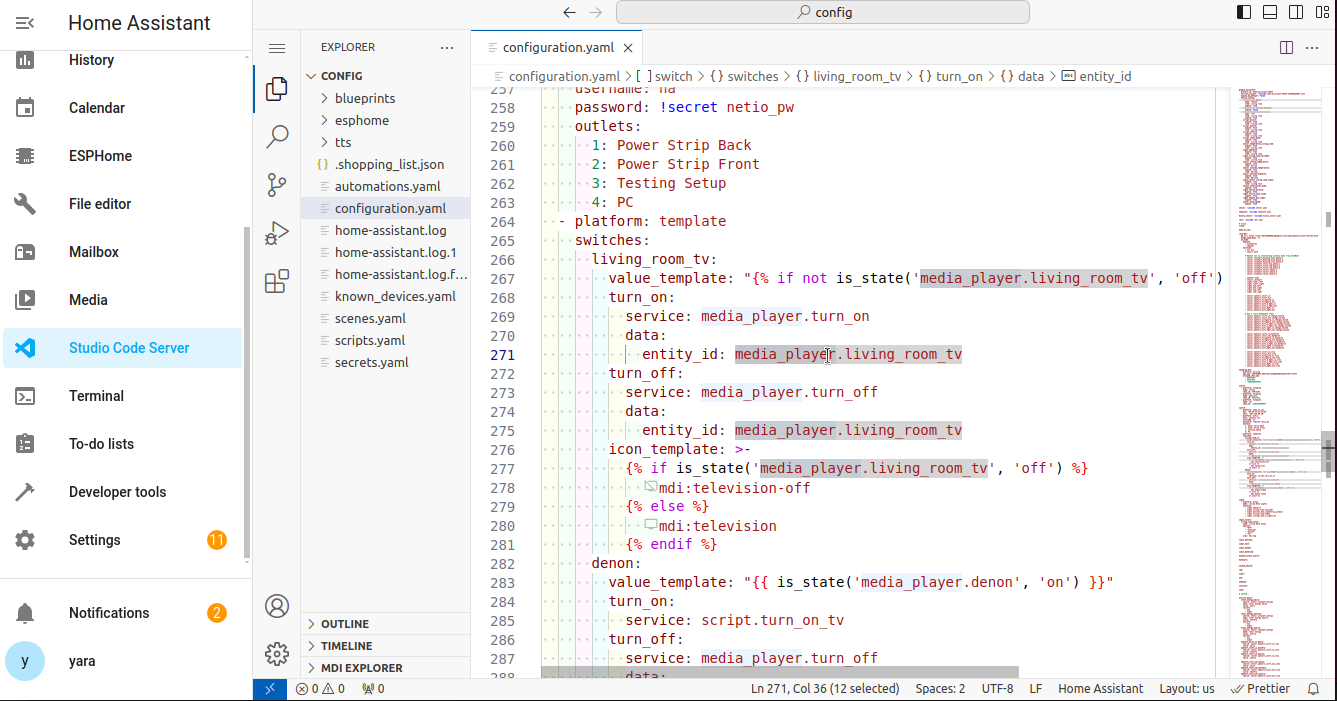 Home Assistant
History
Calendar
ESPHome
File editor
Mailbox
Media
Studio Code Server
Terminal
To-do lists
Developer tools
Settings
11
Notifications
2
y
yara
config
EXPLORER
CONFIG
blueprints
esphome
tts
{} .shopping_list.json
automations.yaml
configuration.yaml
home-assistant.log
home-assistant.log.1
home-assistant.log.f...
known_devices.yaml
scenes.yaml
scripts.yaml
secrets.yaml
OUTLINE
TIMELINE
MDI EXPLORER
configuration.yaml
configuration.yaml > [ ] switch > {} switches > {} living_room_tv > {} turn_on > {} data > abc entity_id
257 username: ha
258 password: !secret netio_pw
259 outlets:
260 1: Power Strip Back
261 2: Power Strip Front
262 3: Testing Setup
263 4: PC
264 - platform: template
265 switches:
266 living_room_tv:
267 value_template: "{% if not is_state('media_player.living_room_tv', 'off')
268 turn_on:
269 service: media_player.turn_on
270 data:
271 entity_id: media_player.living_room_tv
272 turn_off:
273 service: media_player.turn_off
274 data:
275 entity_id: media_player.living_room_tv
276 icon_template: >-
277 {% if is_state('media_player.living_room_tv', 'off') %}
278 mdi:television-off
279 {% else %}
280 mdi:television
281 {% endif %}
282 denon:
283 value_template: "{{ is_state('media_player.denon', 'on') }}"
284 turn_on:
285 service: script.turn_on_tv
286 turn_off:
287 service: media_player.turn_off
288 data:
0 0 0
Ln 271, Col 36 (12 selected)
Spaces: 2
UTF-8
LF
Home Assistant
Layout: us
Prettier